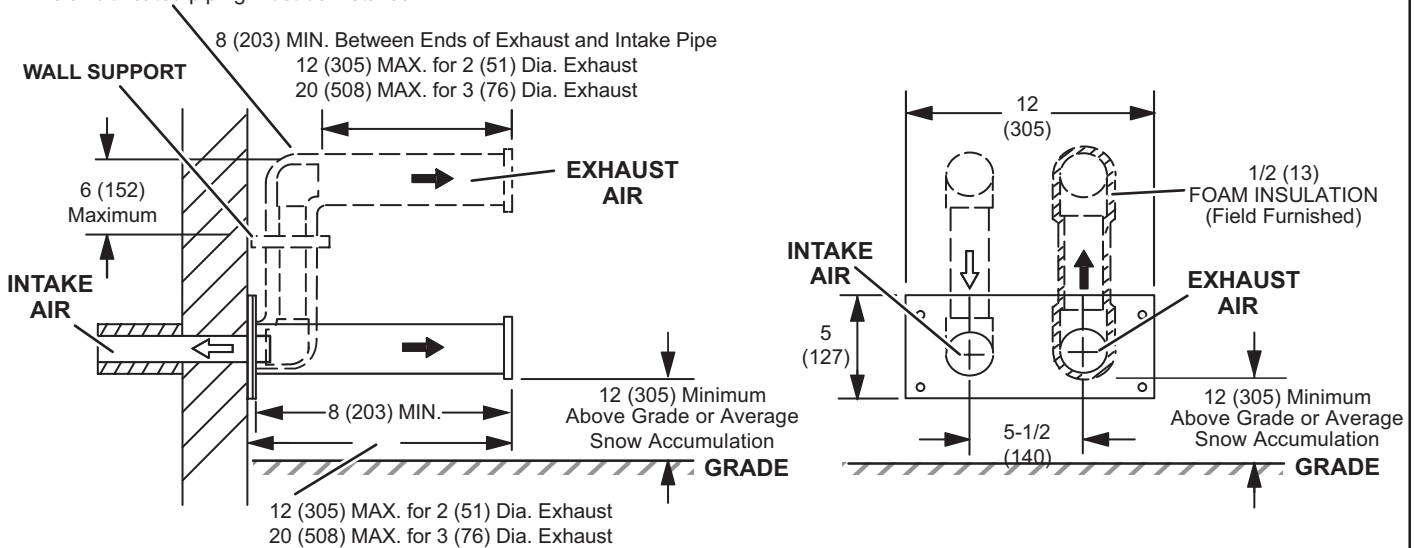 8 (203) MIN. Between Ends of Exhaust and Intake Pipe
12 (305) MAX. for 2 (51) Dia. Exhaust
20 (508) MAX. for 3 (76) Dia. Exhaust
WALL SUPPORT
EXHAUST
AIR
6 (152)
Maximum
INTAKE
AIR
8 (203) MIN.
12 (305) Minimum
Above Grade or Average
Snow Accumulation
GRADE
12 (305) MAX. for 2 (51) Dia. Exhaust
20 (508) MAX. for 3 (76) Dia. Exhaust
12
(305)
1/2 (13)
FOAM INSULATION
(Field Furnished)
INTAKE
AIR
EXHAUST
AIR
5
(127)
12 (305) Minimum
Above Grade or Average
Snow Accumulation
5-1/2
(140)
GRADE